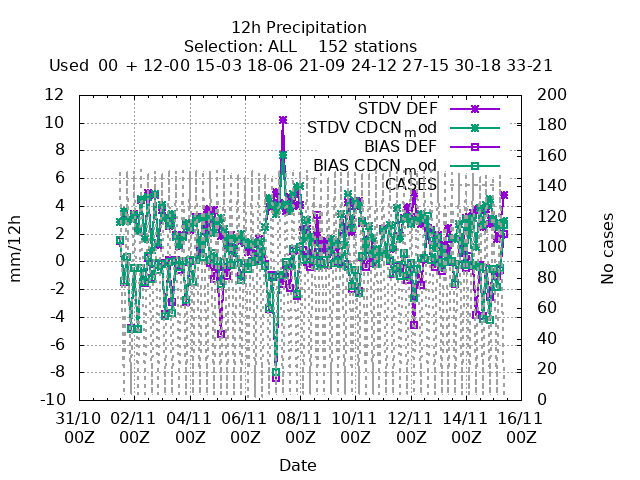 12h Precipitation
Selection: ALL    152 stations
Used 00 + 12-00 15-03 18-06 21-09 24-12 27-15 30-18 33-21
STDV DEF
STDV CDCN_mod
BIAS DEF
BIAS CDCN_mod
CASES
mm/12h
12
10
8
6
4
2
0
-2
-4
-6
-8
-10
No cases
200
180
160
140
120
100
80
60
40
20
0
31/10 02/11 04/11 06/11 08/11 10/11 12/11 14/11 16/11
00Z 00Z 00Z 00Z 00Z 00Z 00Z 00Z 00Z
Date